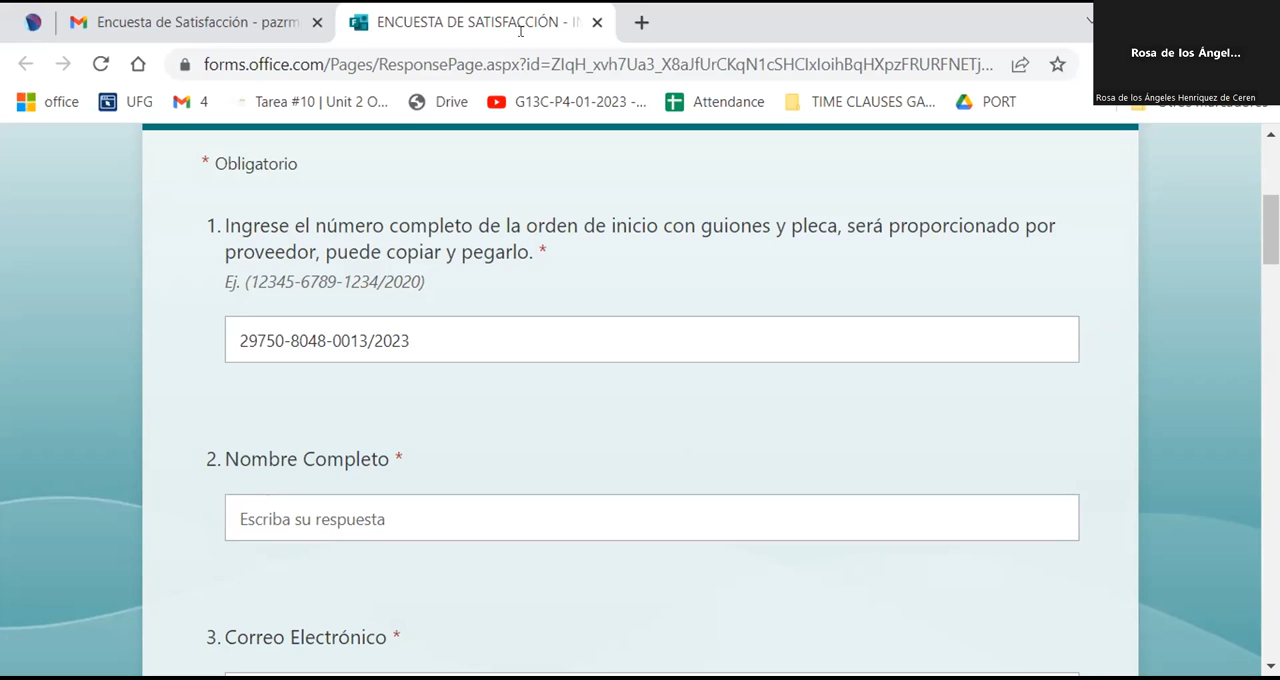 Encuesta de Satisfacción - pazrm
ENCUESTA DE SATISFACCIÓN - I
Rosa de los Ángel...
Rosa de los Ángeles Henriquez de Ceren
forms.office.com/Pages/ResponsePage.aspx?id=ZIqH_xvh7Ua3_X8aJfUrCKqN1cSHCIxIoihBqHXpzFRURFNETj...
office
UFG
4
Tarea #10 | Unit 2 O...
Drive
G13C-P4-01-2023 -...
Attendance
TIME CLAUSES GA...
PORT
* Obligatorio
1. Ingrese el número completo de la orden de inicio con guiones y pleca, será proporcionado por
proveedor, puede copiar y pegarlo. *
Ej. (12345-6789-1234/2020)
29750-8048-0013/2023
2. Nombre Completo *
Escriba su respuesta
3. Correo Electrónico *